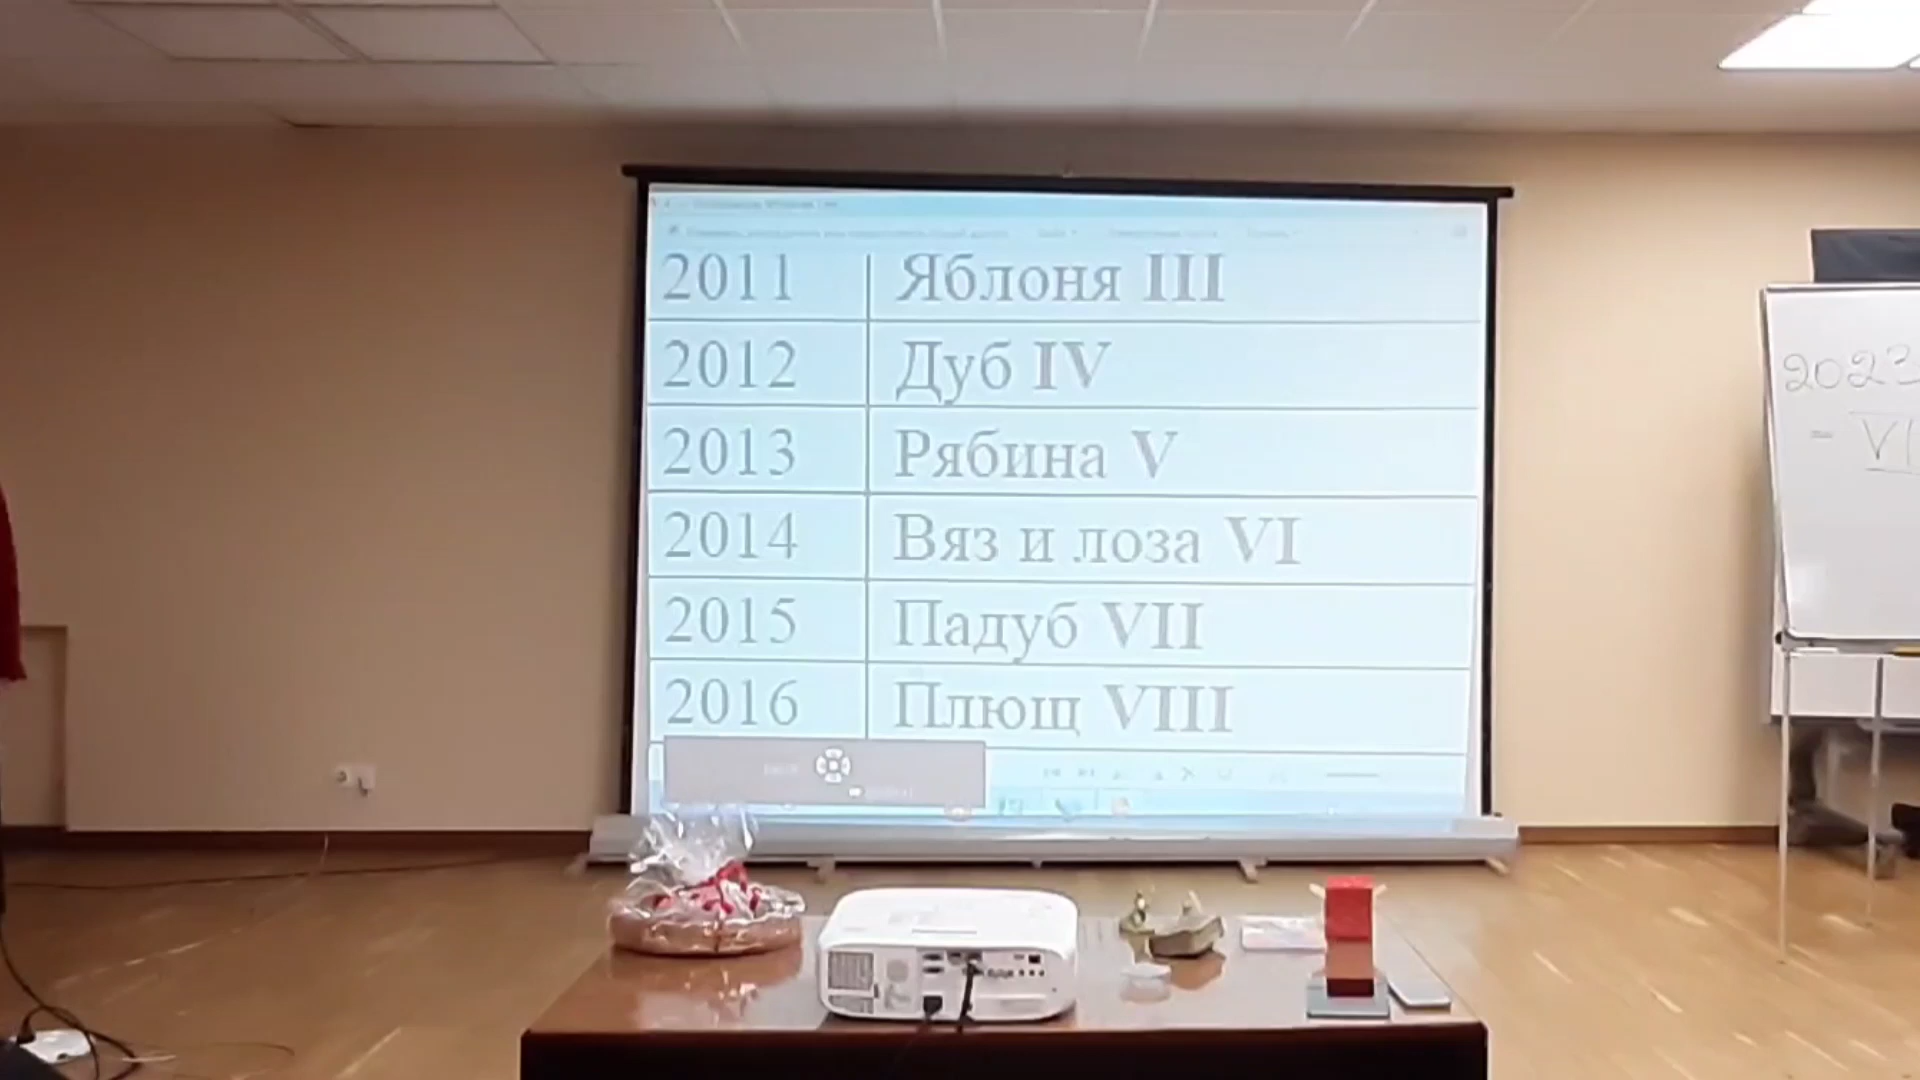 2011 Яблоня III
2012 Дуб IV
2013 Рябина V
2014 Вяз и лоза VI
2015 Падуб VII
2016 Плющ VIII
2023
- VI